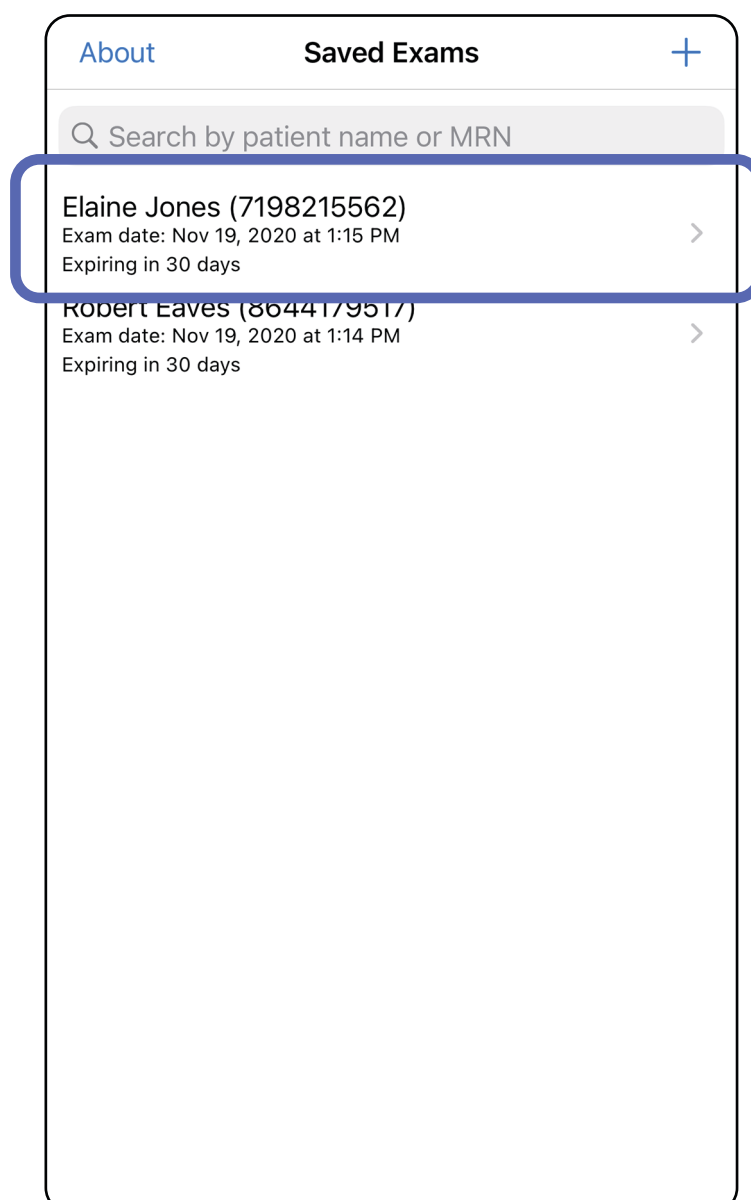 About Saved Exams +
Search by patient name or MRN
Elaine Jones (7198215562)
Exam date: Nov 19, 2020 at 1:15 PM
Expiring in 30 days
Robert Eaves (8644179517)
Exam date: Nov 19, 2020 at 1:14 PM
Expiring in 30 days